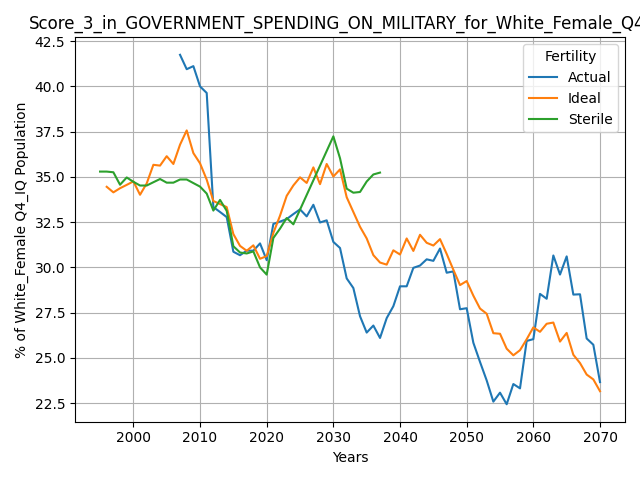 Score_3_in_GOVERNMENT_SPENDING_ON_MILITARY_for_White_Female_Q4
42.5
40.0
37.5
35.0
32.5
30.0
27.5
25.0
22.5
% of White_Female Q4_IQ Population
Fertility
Actual
Ideal
Sterile
2000 2010 2020 2030 2040 2050 2060 2070
Years